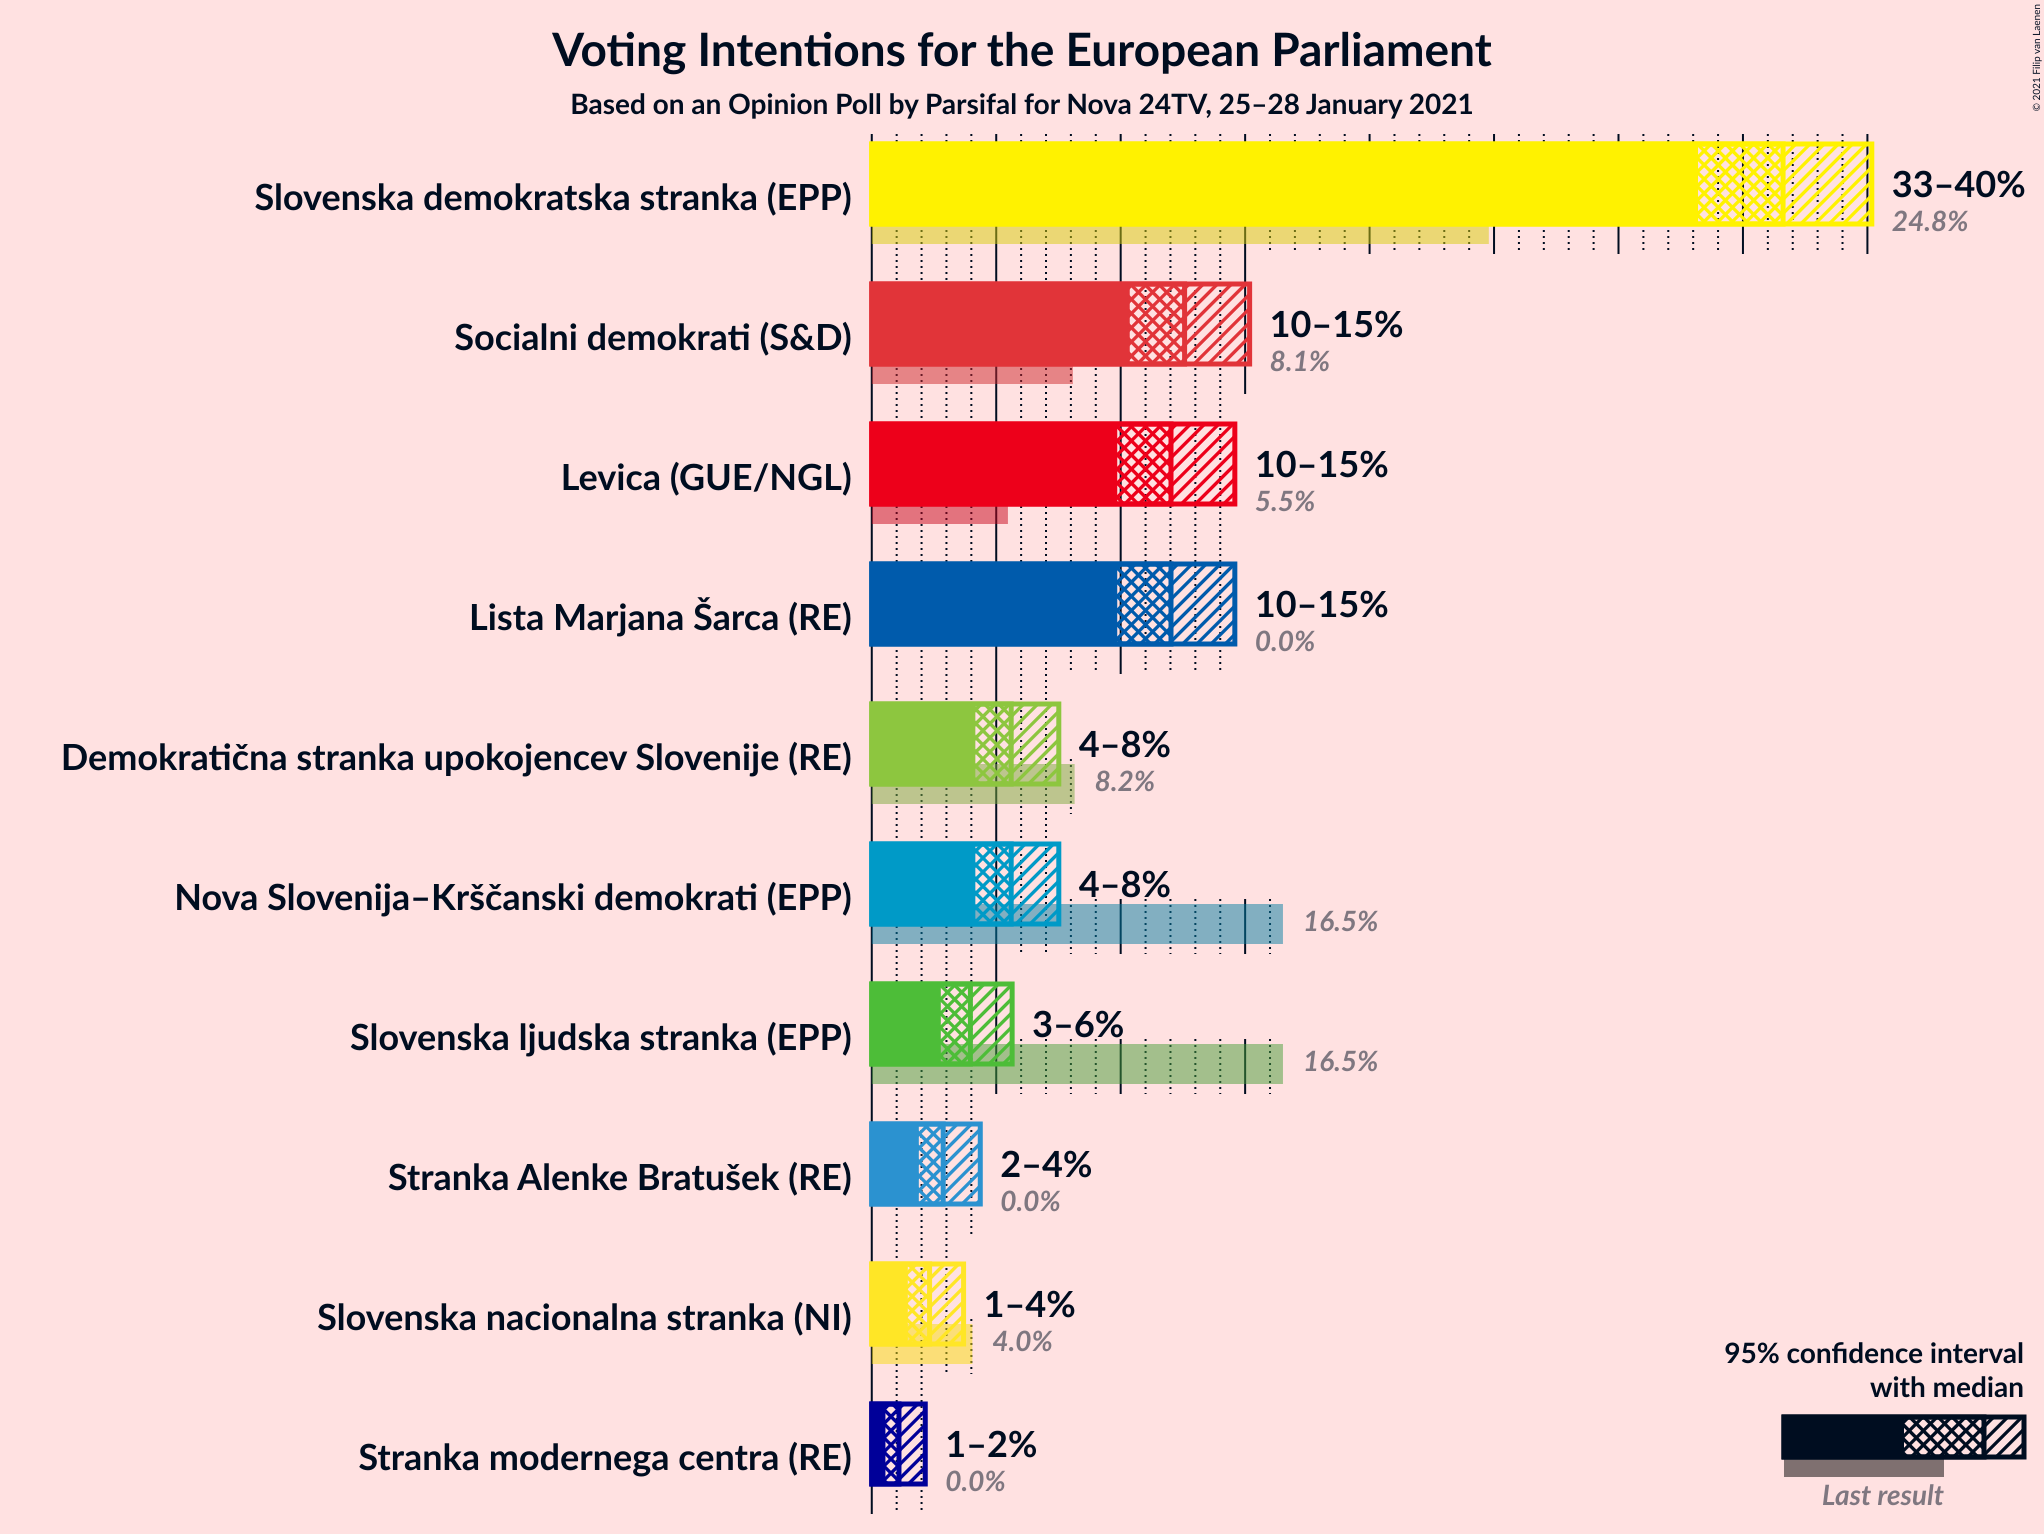 Voting Intentions for the European Parliament
Based on an Opinion Poll by Parsifal for Nova 24TV, 25–28 January 2021
© 2021 Filip van Laenen
Slovenska demokratska stranka (EPP)
33–40%
24.8%
Socialni demokrati (S&D)
10–15%
8.1%
Levica (GUE/NGL)
10–15%
5.5%
Lista Marjana Šarca (RE)
10–15%
0.0%
Demokratična stranka upokojencev Slovenije (RE)
4–8%
8.2%
Nova Slovenija–Krščanski demokrati (EPP)
4–8%
16.5%
Slovenska ljudska stranka (EPP)
3–6%
16.5%
Stranka Alenke Bratušek (RE)
2–4%
0.0%
Slovenska nacionalna stranka (NI)
1–4%
4.0%
Stranka modernega centra (RE)
1–2%
0.0%
95% confidence interval
with median
Last result